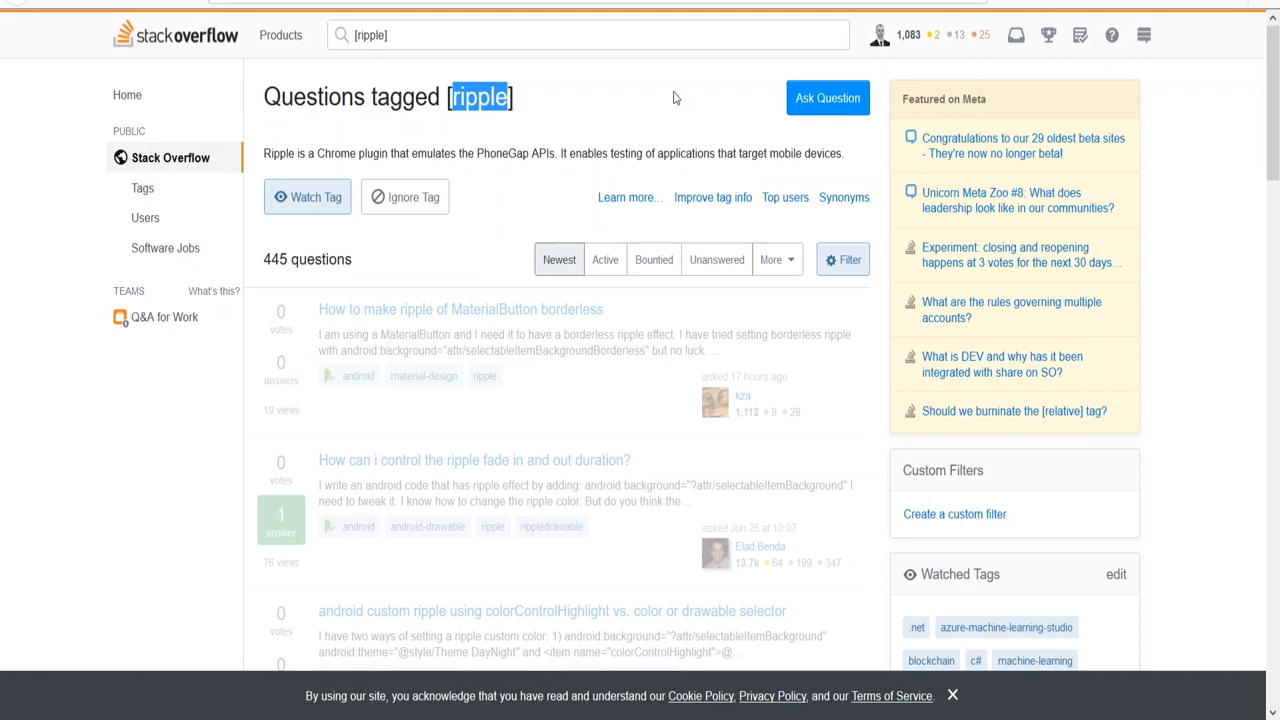 stackoverflow
Products
[ripple]
1,083 2 13 25
Home
PUBLIC
Stack Overflow
Tags
Users
Software Jobs
TEAMS What's this?
Q&A for Work
Questions tagged [ripple]
Ask Question
Ripple is a Chrome plugin that emulates the PhoneGap APIs. It enables testing of applications that target mobile devices.
Watch Tag
Ignore Tag
Learn more...
Improve tag info
Top users
Synonyms
445 questions
Newest
Active
Bountied
Unanswered
More
Filter
0
votes
0
answers
19 views
How to make ripple of MaterialButton borderless
I am using a MaterialButton and I need it to have a borderless ripple effect. I have tried setting borderless ripple
with android:background="attr/selectableItemBackgroundBorderless" but no luck. ...
android material-design ripple
asked 17 hours ago
kza
1,112 9 28
0
votes
1
answer
76 views
How can i control the ripple fade in and out duration?
I write an android code that has ripple effect by adding: android:background="?attr/selectableItemBackground" I
need to tweak it. I know how to change the ripple color. But do you think the ...
android android-drawable ripple rippledrawable
asked Jun 25 at 10:07
Elad Benda
13.7k 64 199 347
0
votes
0
android custom ripple using colorControlHighlight vs. color or drawable selector
I have two ways of setting a ripple custom color: 1) android:background="?attr/selectableItemBackground"
android:theme="@style/Theme DayNight" and <item name="colorControlHighlight">@...
Featured on Meta
Congratulations to our 29 oldest beta sites
- They're now no longer beta!
Unicorn Meta Zoo #8: What does
leadership look like in our communities?
Experiment: closing and reopening
happens at 3 votes for the next 30 days...
What are the rules governing multiple
accounts?
What is DEV and why has it been
integrated with share on SO?
Should we burninate the [relative] tag?
Custom Filters
Create a custom filter
Watched Tags edit
.net azure-machine-learning-studio
blockchain c# machine-learning
By using our site, you acknowledge that you have read and understand our Cookie Policy, Privacy Policy, and our Terms of Service.